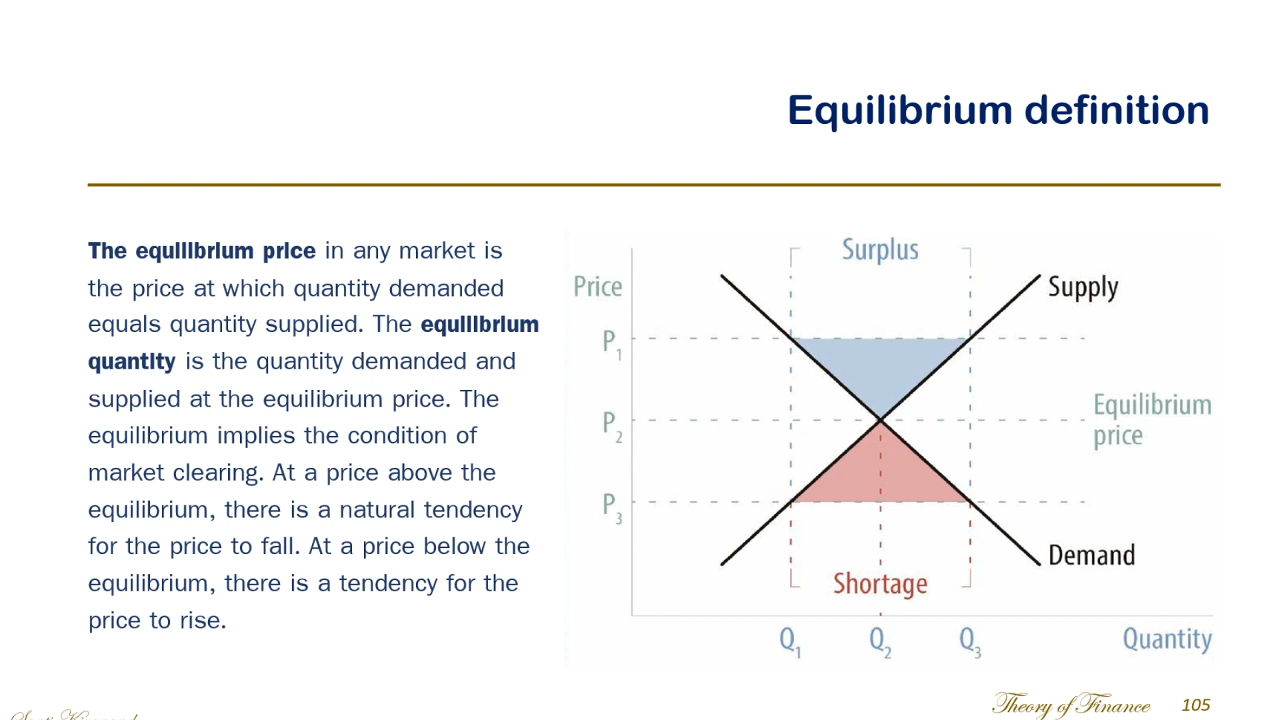 Equilibrium definition
The equilibrium price in any market is
the price at which quantity demanded
equals quantity supplied. The equilibrium
quantity is the quantity demanded and
supplied at the equilibrium price. The
equilibrium implies the condition of
market clearing. At a price above the
equilibrium, there is a natural tendency
for the price to fall. At a price below the
equilibrium, there is a tendency for the
price to rise.
Surplus
Price
Supply
P1
P2
Equilibrium
price
P3
Demand
Shortage
Q1 Q2 Q3 Quantity
Theory of Finance 105